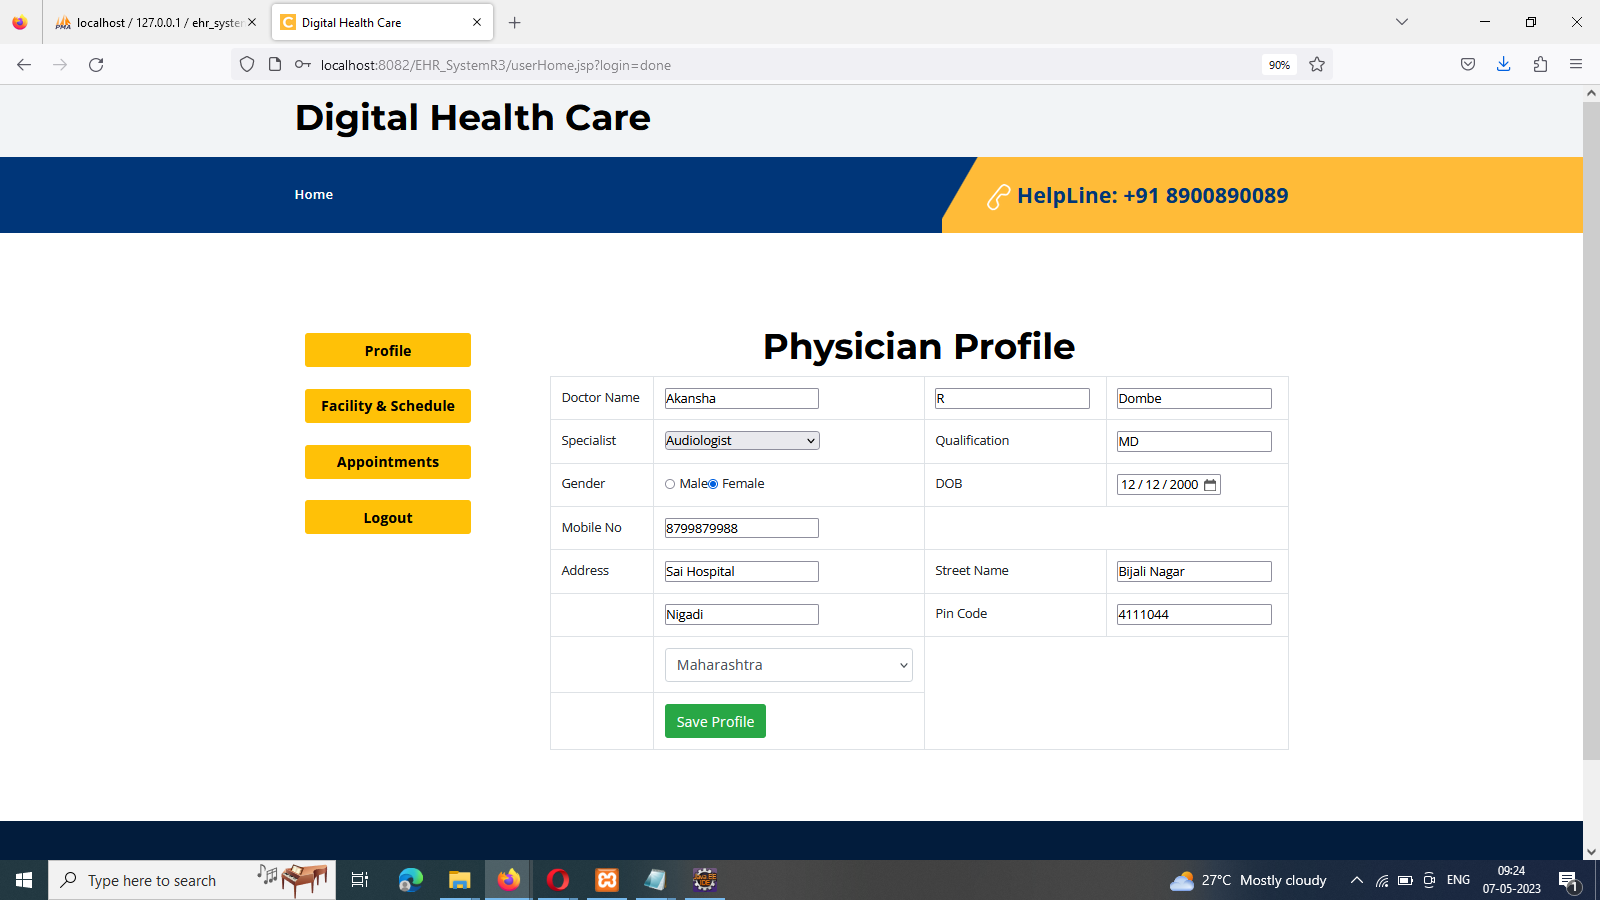 localhost / 127.0.0.1 / ehr_syste
Digital Health Care
localhost:8082/EHR_SystemR3/userHome.jsp?login=done
90%
Digital Health Care
Home
HelpLine: +91 8900890089
Profile
Facility & Schedule
Appointments
Logout
Physician Profile
Doctor Name Akansha R Dombe
Specialist Audiologist Qualification MD
Gender Male Female DOB 12 / 12 / 2000
Mobile No 8799879988
Address Sai Hospital Street Name Bijali Nagar
Nigadi Pin Code 4111044
Maharashtra
Save Profile
Type here to search
27°C Mostly cloudy
ENG
09:24
07-05-2023
1